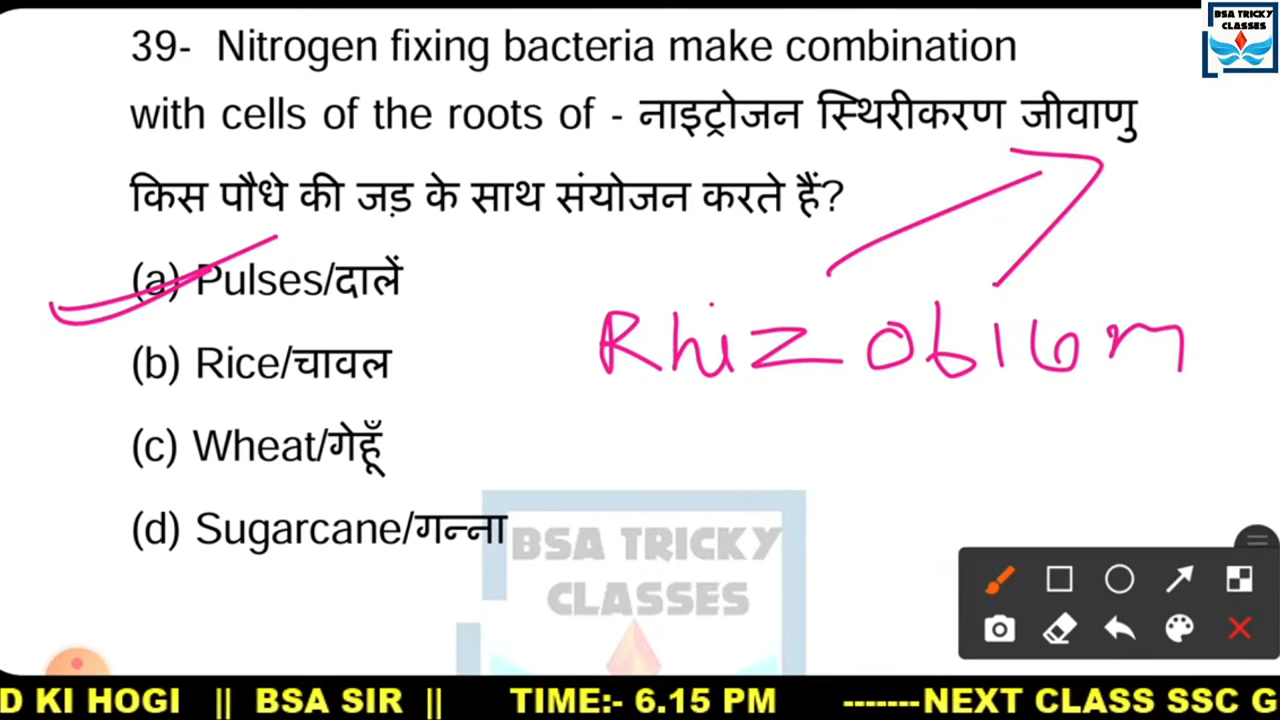 BSA TRICKY
CLASSES
39- Nitrogen fixing bacteria make combination
with cells of the roots of - नाइट्रोजन स्थिरीकरण जीवाणु
किस पौधे की जड़ के साथ संयोजन करते हैं?
(a) Pulses/दालें
Rhizobium
(b) Rice/चावल
(c) Wheat/गेहूँ
(d) Sugarcane/गन्ना
BSA TRICKY
CLASSES
D KI HOGI || BSA SIR || TIME:- 6.15 PM -------NEXT CLASS SSC G